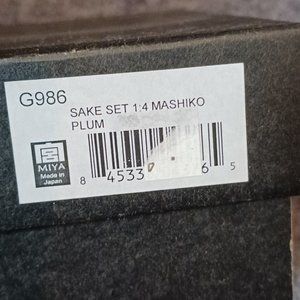 G986
SAKE SET 1:4 MASHIKO
PLUM
MIYA
Made in
Japan
8 4533 6 5